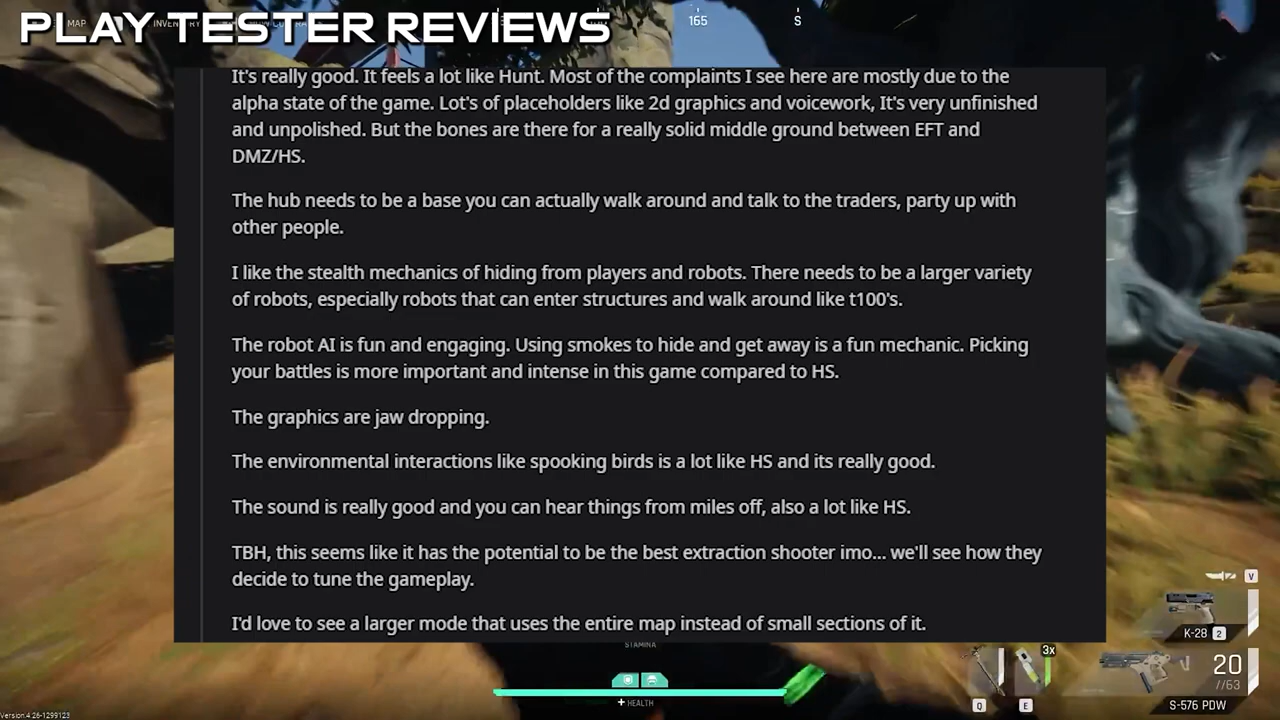 PLAY TESTER REVIEWS
MAP
165
S
It's really good. It feels a lot like Hunt. Most of the complaints I see here are mostly due to the
alpha state of the game. Lot's of placeholders like 2d graphics and voicework, It's very unfinished
and unpolished. But the bones are there for a really solid middle ground between EFT and
DMZ/HS.
The hub needs to be a base you can actually walk around and talk to the traders, party up with
other people.
I like the stealth mechanics of hiding from players and robots. There needs to be a larger variety
of robots, especially robots that can enter structures and walk around like t100's.
The robot AI is fun and engaging. Using smokes to hide and get away is a fun mechanic. Picking
your battles is more important and intense in this game compared to HS.
The graphics are jaw dropping.
The environmental interactions like spooking birds is a lot like HS and its really good.
The sound is really good and you can hear things from miles off, also a lot like HS.
TBH, this seems like it has the potential to be the best extraction shooter imo... we'll see how they
decide to tune the gameplay.
I'd love to see a larger mode that uses the entire map instead of small sections of it.
STAMINA
HEALTH
V
K-28 2
3x
20
//63
Q
E
S-576 PDW
Version:4.26-1299123